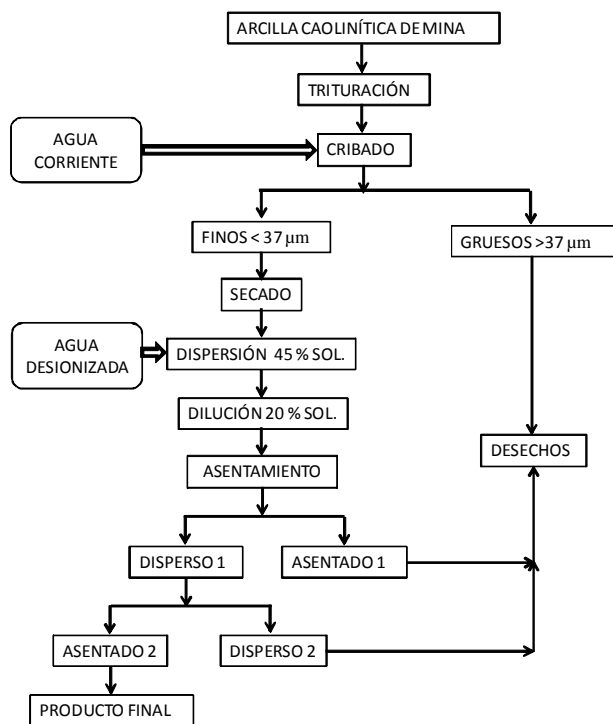 ARCILLA CAOLINÍTICA DE MINA
TRITURACIÓN
AGUA
CORRIENTE
CRIBADO
FINOS < 37 µm
GRUESOS >37 µm
SECADO
AGUA
DESIONIZADA
DISPERSIÓN 45 % SOL.
DILUCIÓN 20 % SOL.
ASENTAMIENTO
DESECHOS
DISPERSO 1
ASENTADO 1
ASENTADO 2
DISPERSO 2
PRODUCTO FINAL